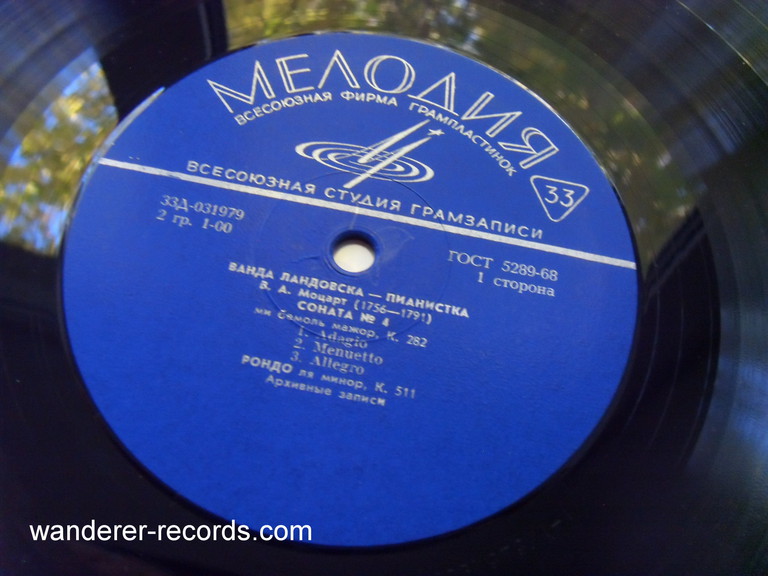 МЕЛОДИЯ
ВСЕСОЮЗНАЯ ФИРМА ГРАМПЛАСТИНОК
33
ВСЕСОЮЗНАЯ СТУДИЯ ГРАМЗАПИСИ
33Д-031979
2 гр. 1-00
ГОСТ 5289-68
1 сторона
ВАНДА ЛАНДОВСКА — ПИАНИСТКА
В. А. Моцарт (1756—1791)
СОНАТА № 4
ми бемоль мажор, К. 282
1. Adagio
2. Menuetto
3. Allegro
РОНДО ля минор, К. 511
Архивные записи
wanderer-records.com